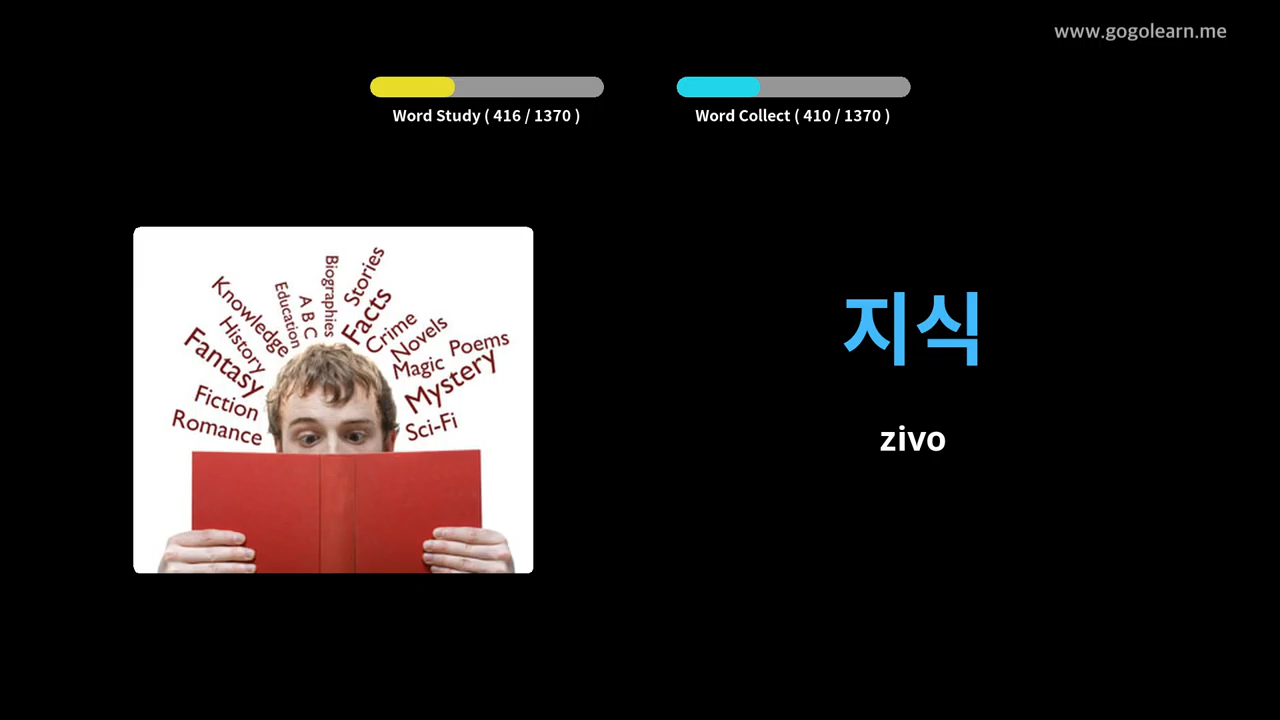 www.gogolearn.me
Word Study ( 416 / 1370 )
Word Collect ( 410 / 1370 )
Biographies
Stories
Education
A B C
Facts
Knowledge
History
Crime
Novels
Fantasy
Magic
Poems
Mystery
Fiction
Romance
Sci-Fi
지식
zivo